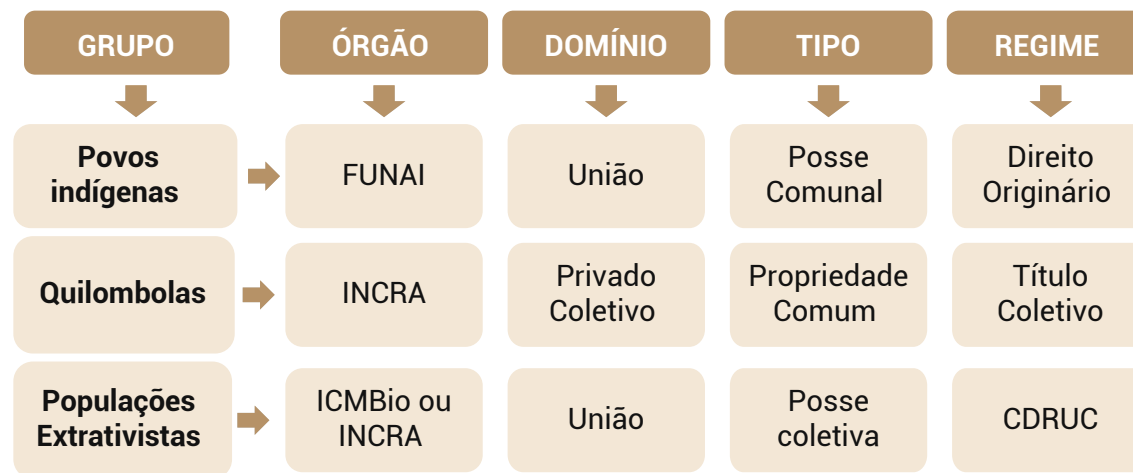 GRUPO
ÓRGÃO
DOMÍNIO
TIPO
REGIME
Povos
indígenas
FUNAI
União
Posse
Comunal
Direito
Originário
Quilombolas
INCRA
Privado
Coletivo
Propriedade
Comum
Título
Coletivo
Populações
Extrativistas
ICMBio ou
INCRA
União
Posse
coletiva
CDRUC